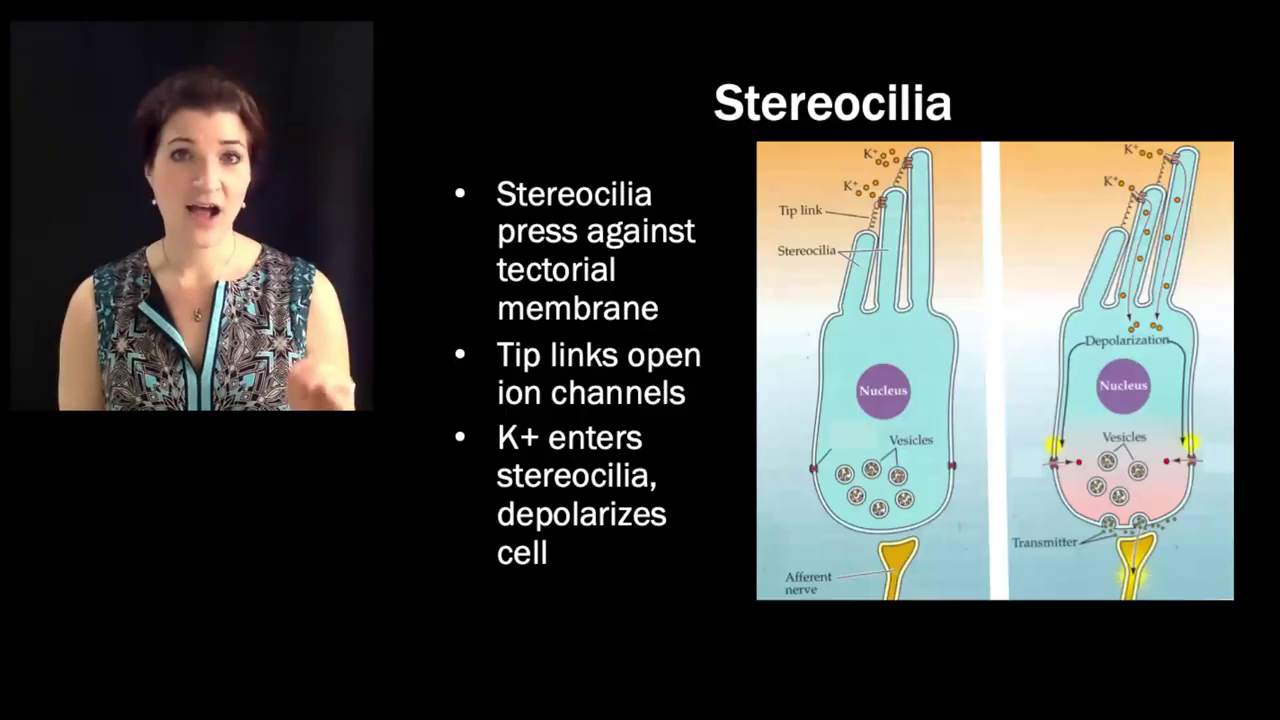 Stereocilia
• Stereocilia
press against
tectorial
membrane
• Tip links open
ion channels
• K+ enters
stereocilia,
depolarizes
cell
K+
K+
Tip link
Stereocilia
Nucleus
Vesicles
Afferent
nerve
K+
K+
Depolarization
Nucleus
Vesicles
Transmitter